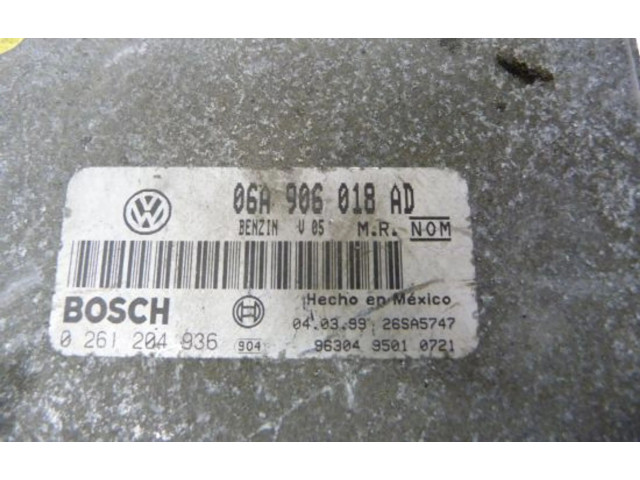 06A 906 018 AD
BENZIN V 05 M.R. NOM
BOSCH Hecho en México
04.03.99 26SA5747
0 261 204 936 904 96304 9501 0721